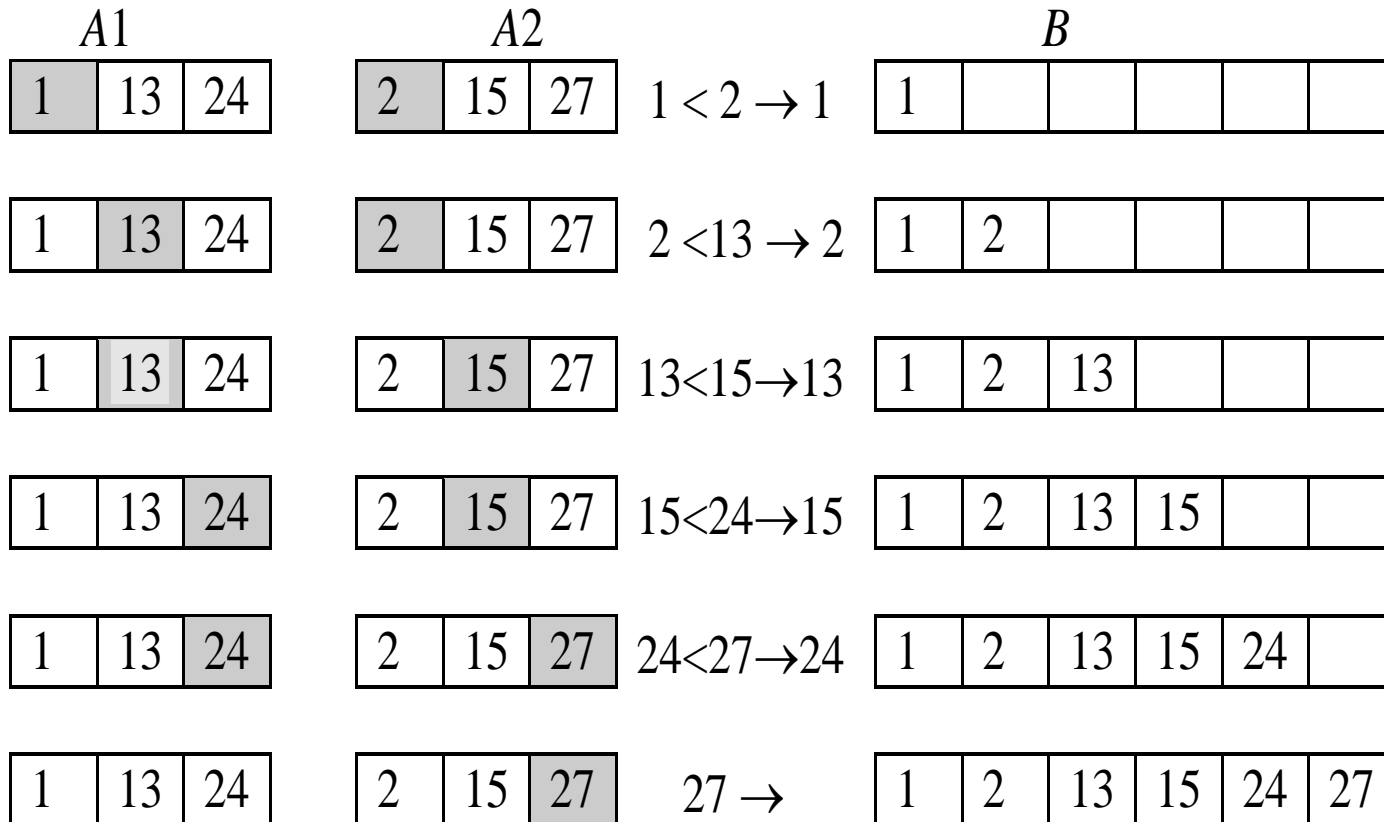 A1 A2 B
1 13 24 2 15 27 1 < 2 → 1 1
1 13 24 2 15 27 2 <13 → 2 1 2
1 13 24 2 15 27 13<15→13 1 2 13
1 13 24 2 15 27 15<24→15 1 2 13 15
1 13 24 2 15 27 24<27→24 1 2 13 15 24
1 13 24 2 15 27 27 → 1 2 13 15 24 27